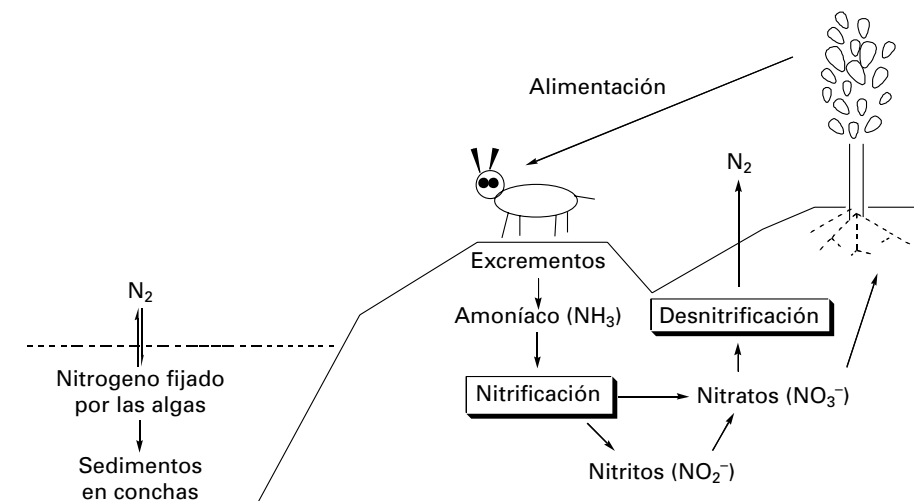 Alimentación
N₂
Excrementos
Amoníaco (NH₃)
Desnitrificación
Nitrificación
Nitratos (NO₃⁻)
Nitritos (NO₂⁻)
N₂
Nitrogeno fijado
por las algas
Sedimentos
en conchas